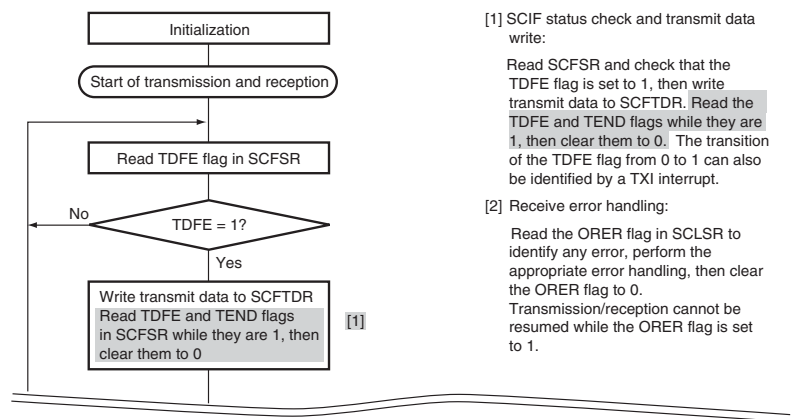 Initialization
Start of transmission and reception
Read TDFE flag in SCFSR
No
TDFE = 1?
Yes
Write transmit data to SCFTDR
Read TDFE and TEND flags
in SCFSR while they are 1, then
clear them to 0
[1]
[1] SCIF status check and transmit data
write:
Read SCFSR and check that the
TDFE flag is set to 1, then write
transmit data to SCFTDR. Read the
TDFE and TEND flags while they are
1, then clear them to 0. The transition
of the TDFE flag from 0 to 1 can also
be identified by a TXI interrupt.
[2] Receive error handling:
Read the ORER flag in SCLSR to
identify any error, perform the
appropriate error handling, then clear
the ORER flag to 0.
Transmission/reception cannot be
resumed while the ORER flag is set
to 1.